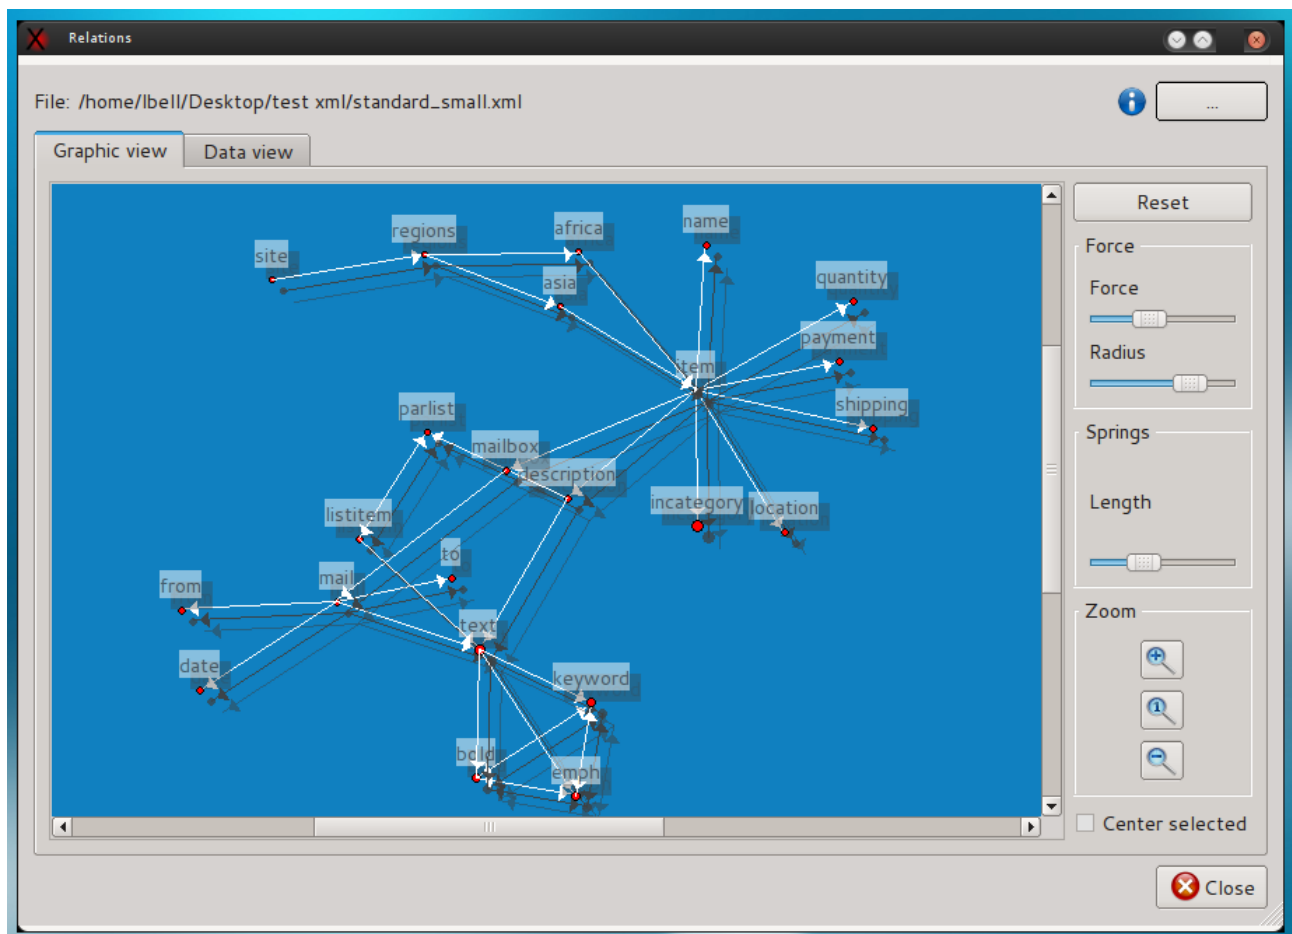 Relations
File: /home/lbell/Desktop/test xml/standard_small.xml
...
Graphic view
Data view
Reset
Force
Force
Radius
Springs
Length
Zoom
1
Center selected
Close
site
regions
africa
name
asia
quantity
payment
item
shipping
parlist
mailbox
description
incategory
location
listitem
to
mail
from
text
date
keyword
bold
emph